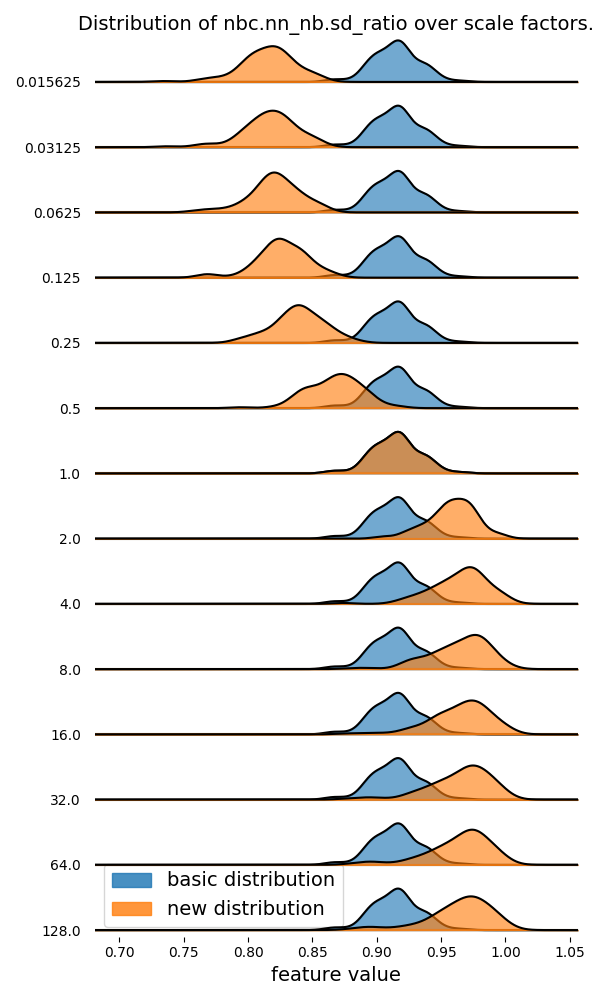 Distribution of nbc.nn_nb.sd_ratio over scale factors.
0.015625
0.03125
0.0625
0.125
0.25
0.5
1.0
2.0
4.0
8.0
16.0
32.0
64.0
basic distribution
new distribution
128.0
0.70 0.75 0.80 0.85 0.90 0.95 1.00 1.05
feature value